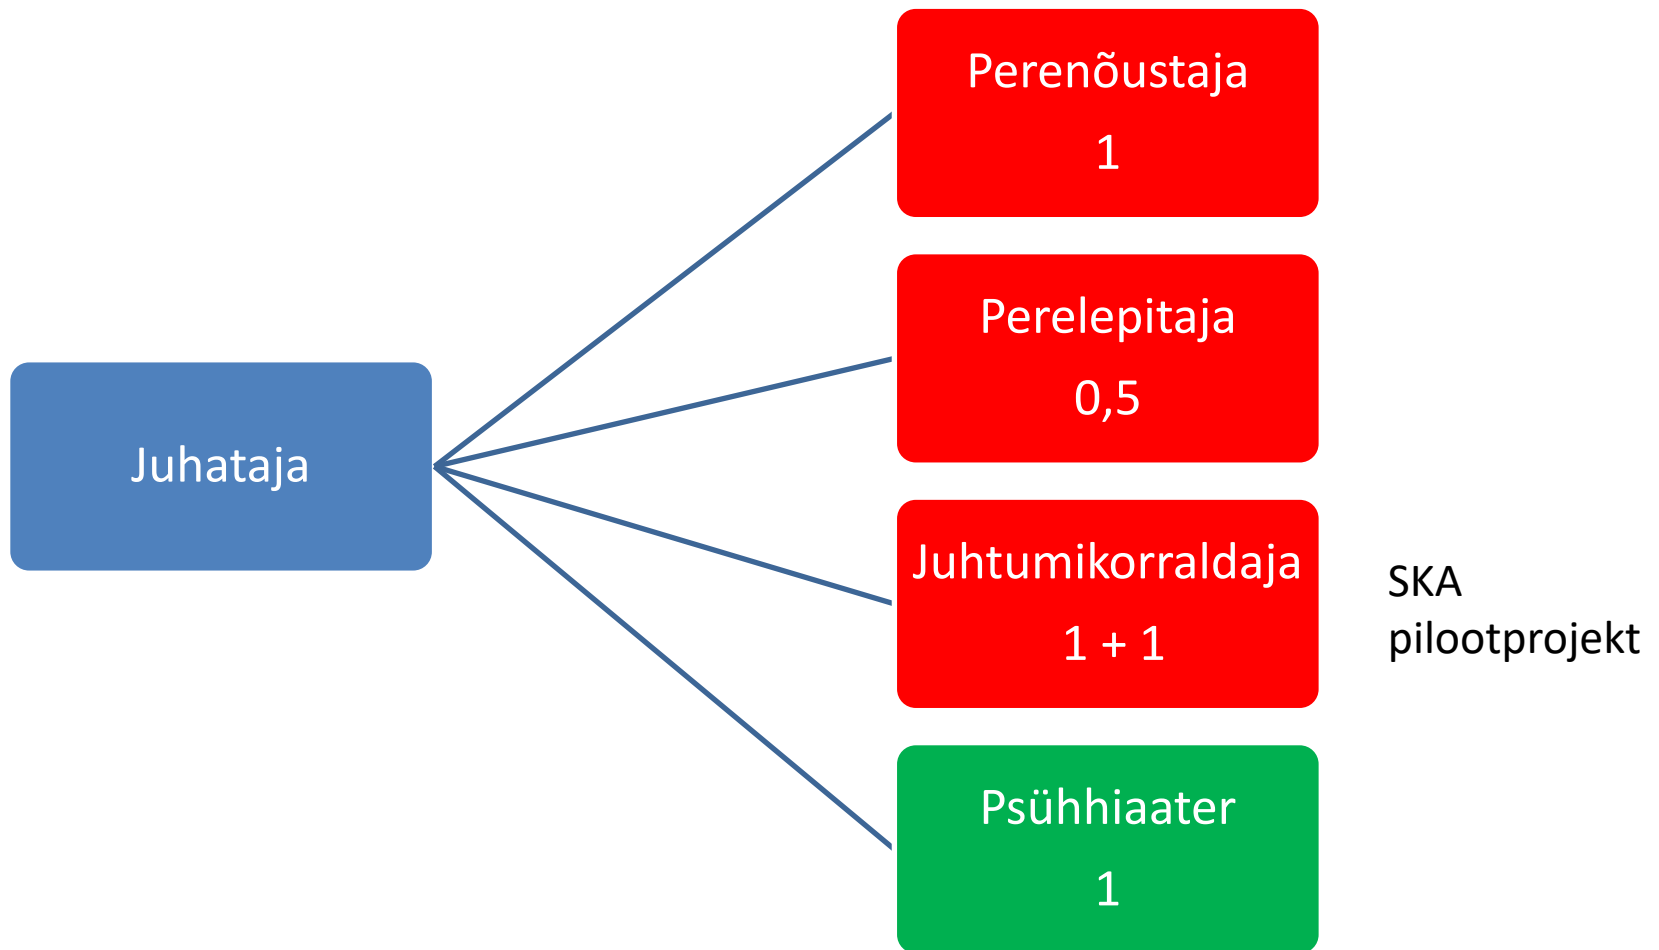 Perenõustaja
1
Perelepitaja
0,5
Juhataja
Juhtumikorraldaja
1 + 1
SKA
pilootprojekt
Psühhiaater
1